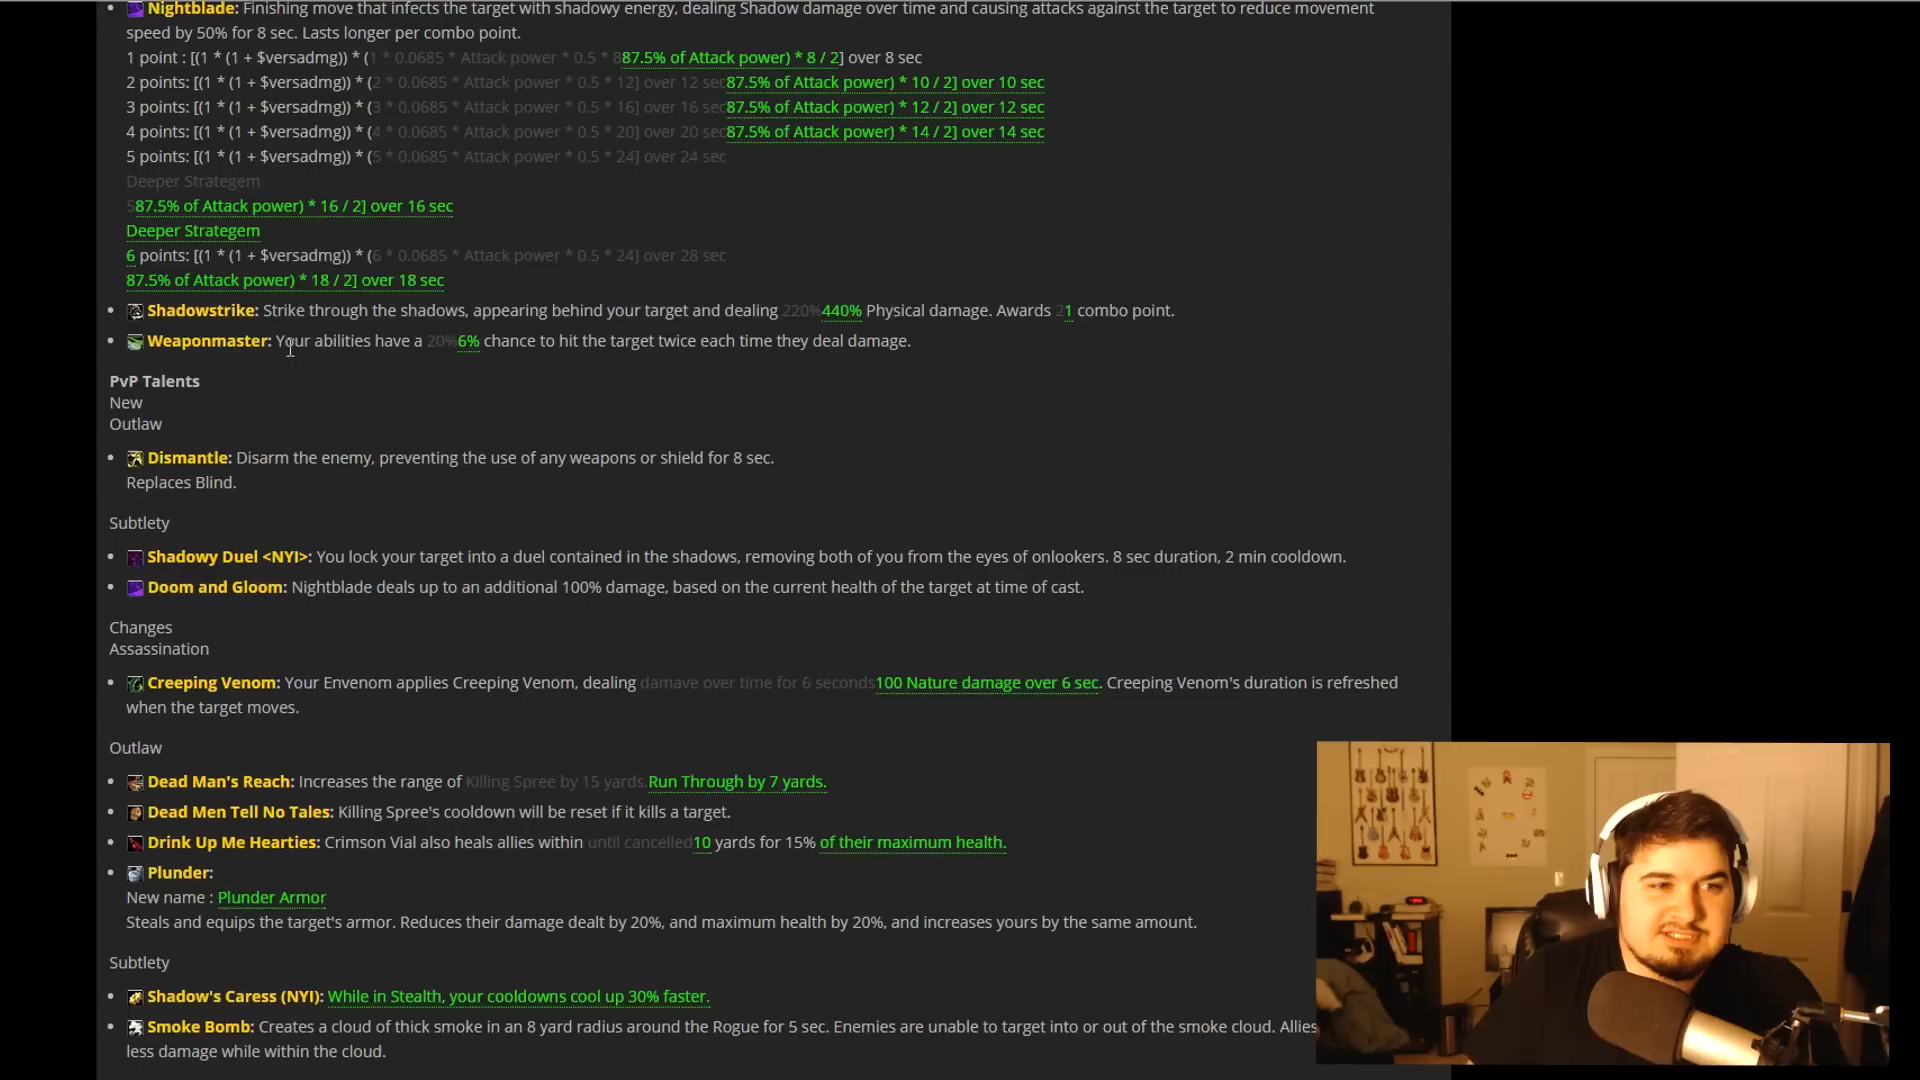 Nightblade: Finishing move that infects the target with shadowy energy, dealing Shadow damage over time and causing attacks against the target to reduce movement
speed by 50% for 8 sec. Lasts longer per combo point.
1 point : [(1 * (1 + $versadmg)) * (1 * 0.0685 * Attack power * 0.5 * 887.5% of Attack power) * 8 / 2] over 8 sec
2 points: [(1 * (1 + $versadmg)) * (2 * 0.0685 * Attack power * 0.5 * 12] over 12 sec87.5% of Attack power) * 10 / 2] over 10 sec
3 points: [(1 * (1 + $versadmg)) * (3 * 0.0685 * Attack power * 0.5 * 16] over 16 sec87.5% of Attack power) * 12 / 2] over 12 sec
4 points: [(1 * (1 + $versadmg)) * (4 * 0.0685 * Attack power * 0.5 * 20] over 20 sec87.5% of Attack power) * 14 / 2] over 14 sec
5 points: [(1 * (1 + $versadmg)) * (5 * 0.0685 * Attack power * 0.5 * 24] over 24 sec
Deeper Strategem
587.5% of Attack power) * 16 / 2] over 16 sec
Deeper Strategem
6 points: [(1 * (1 + $versadmg)) * (6 * 0.0685 * Attack power * 0.5 * 24] over 28 sec
87.5% of Attack power) * 18 / 2] over 18 sec
Shadowstrike: Strike through the shadows, appearing behind your target and dealing 220%440% Physical damage. Awards 21 combo point.
Weaponmaster: Your abilities have a 20%6% chance to hit the target twice each time they deal damage.
PvP Talents
New
Outlaw
Dismantle: Disarm the enemy, preventing the use of any weapons or shield for 8 sec.
Replaces Blind.
Subtlety
Shadowy Duel <NYI>: You lock your target into a duel contained in the shadows, removing both of you from the eyes of onlookers. 8 sec duration, 2 min cooldown.
Doom and Gloom: Nightblade deals up to an additional 100% damage, based on the current health of the target at time of cast.
Changes
Assassination
Creeping Venom: Your Envenom applies Creeping Venom, dealing damave over time for 6 seconds100 Nature damage over 6 sec. Creeping Venom's duration is refreshed
when the target moves.
Outlaw
Dead Man's Reach: Increases the range of Killing Spree by 15 yards.Run Through by 7 yards.
Dead Men Tell No Tales: Killing Spree's cooldown will be reset if it kills a target.
Drink Up Me Hearties: Crimson Vial also heals allies within until cancelled10 yards for 15% of their maximum health.
Plunder:
New name : Plunder Armor
Steals and equips the target's armor. Reduces their damage dealt by 20%, and maximum health by 20%, and increases yours by the same amount.
Subtlety
Shadow's Caress (NYI): While in Stealth, your cooldowns cool up 30% faster.
Smoke Bomb: Creates a cloud of thick smoke in an 8 yard radius around the Rogue for 5 sec. Enemies are unable to target into or out of the smoke cloud. Allies
less damage while within the cloud.